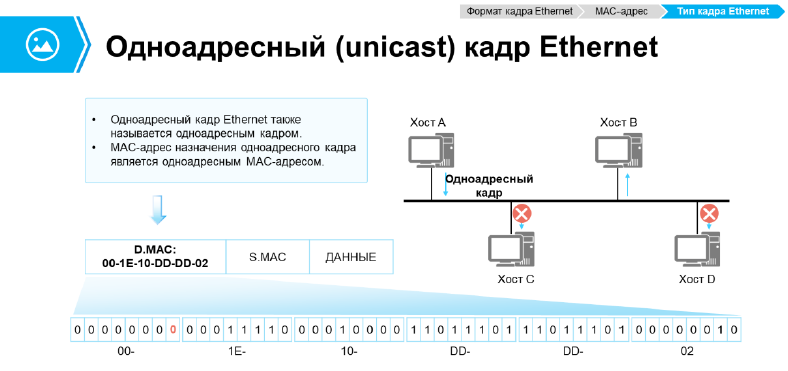 Формат кадра Ethernet
MAC-адрес
Тип кадра Ethernet
Одноадресный (unicast) кадр Ethernet
• Одноадресный кадр Ethernet также
называется одноадресным кадром.
• MAC-адрес назначения одноадресного кадра
является одноадресным MAC-адресом.
Хост A
Хост B
Одноадресный
кадр
Хост C
Хост D
D.MAC:
00-1E-10-DD-DD-02
S.MAC
ДАННЫЕ
0 0 0 0 0 0 0 0 0 0 0 1 1 1 1 0 0 0 0 1 0 0 0 0 1 1 0 1 1 1 0 1 1 1 0 1 1 1 0 1 0 0 0 0 0 0 1 0
00- 1E- 10- DD- DD- 02